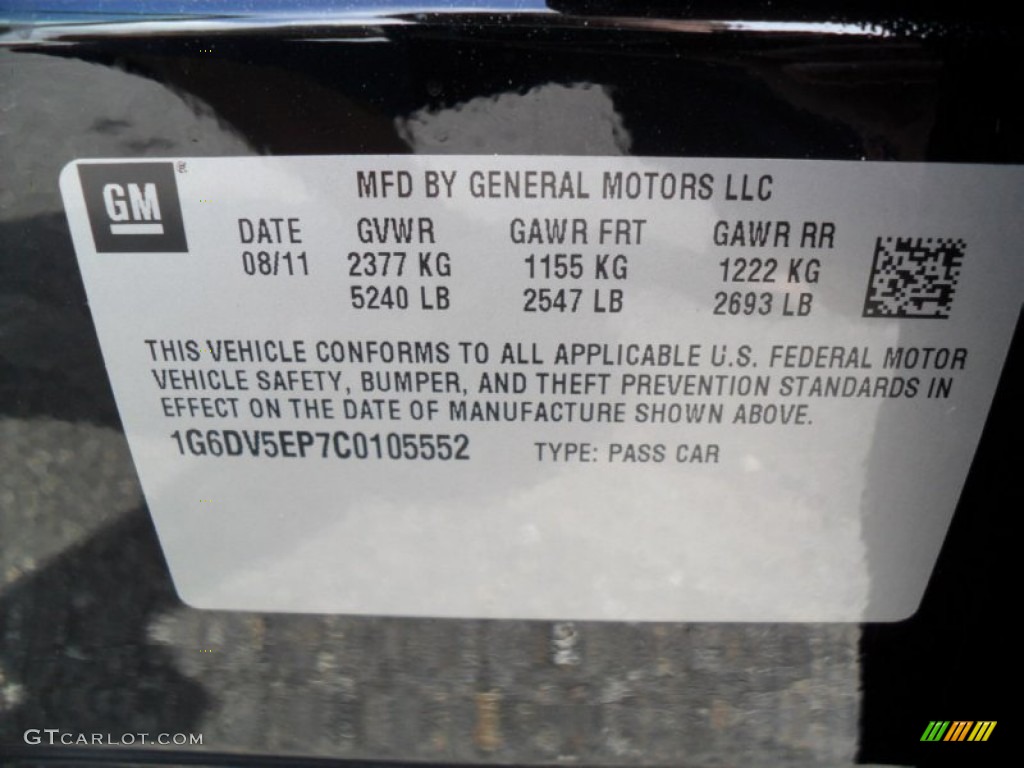 GM
MFD BY GENERAL MOTORS LLC
DATE GVWR GAWR FRT GAWR RR
08/11 2377 KG 1155 KG 1222 KG
5240 LB 2547 LB 2693 LB
THIS VEHICLE CONFORMS TO ALL APPLICABLE U.S. FEDERAL MOTOR
VEHICLE SAFETY, BUMPER, AND THEFT PREVENTION STANDARDS IN
EFFECT ON THE DATE OF MANUFACTURE SHOWN ABOVE.
1G6DV5EP7C0105552 TYPE: PASS CAR
GTCARLOT.COM